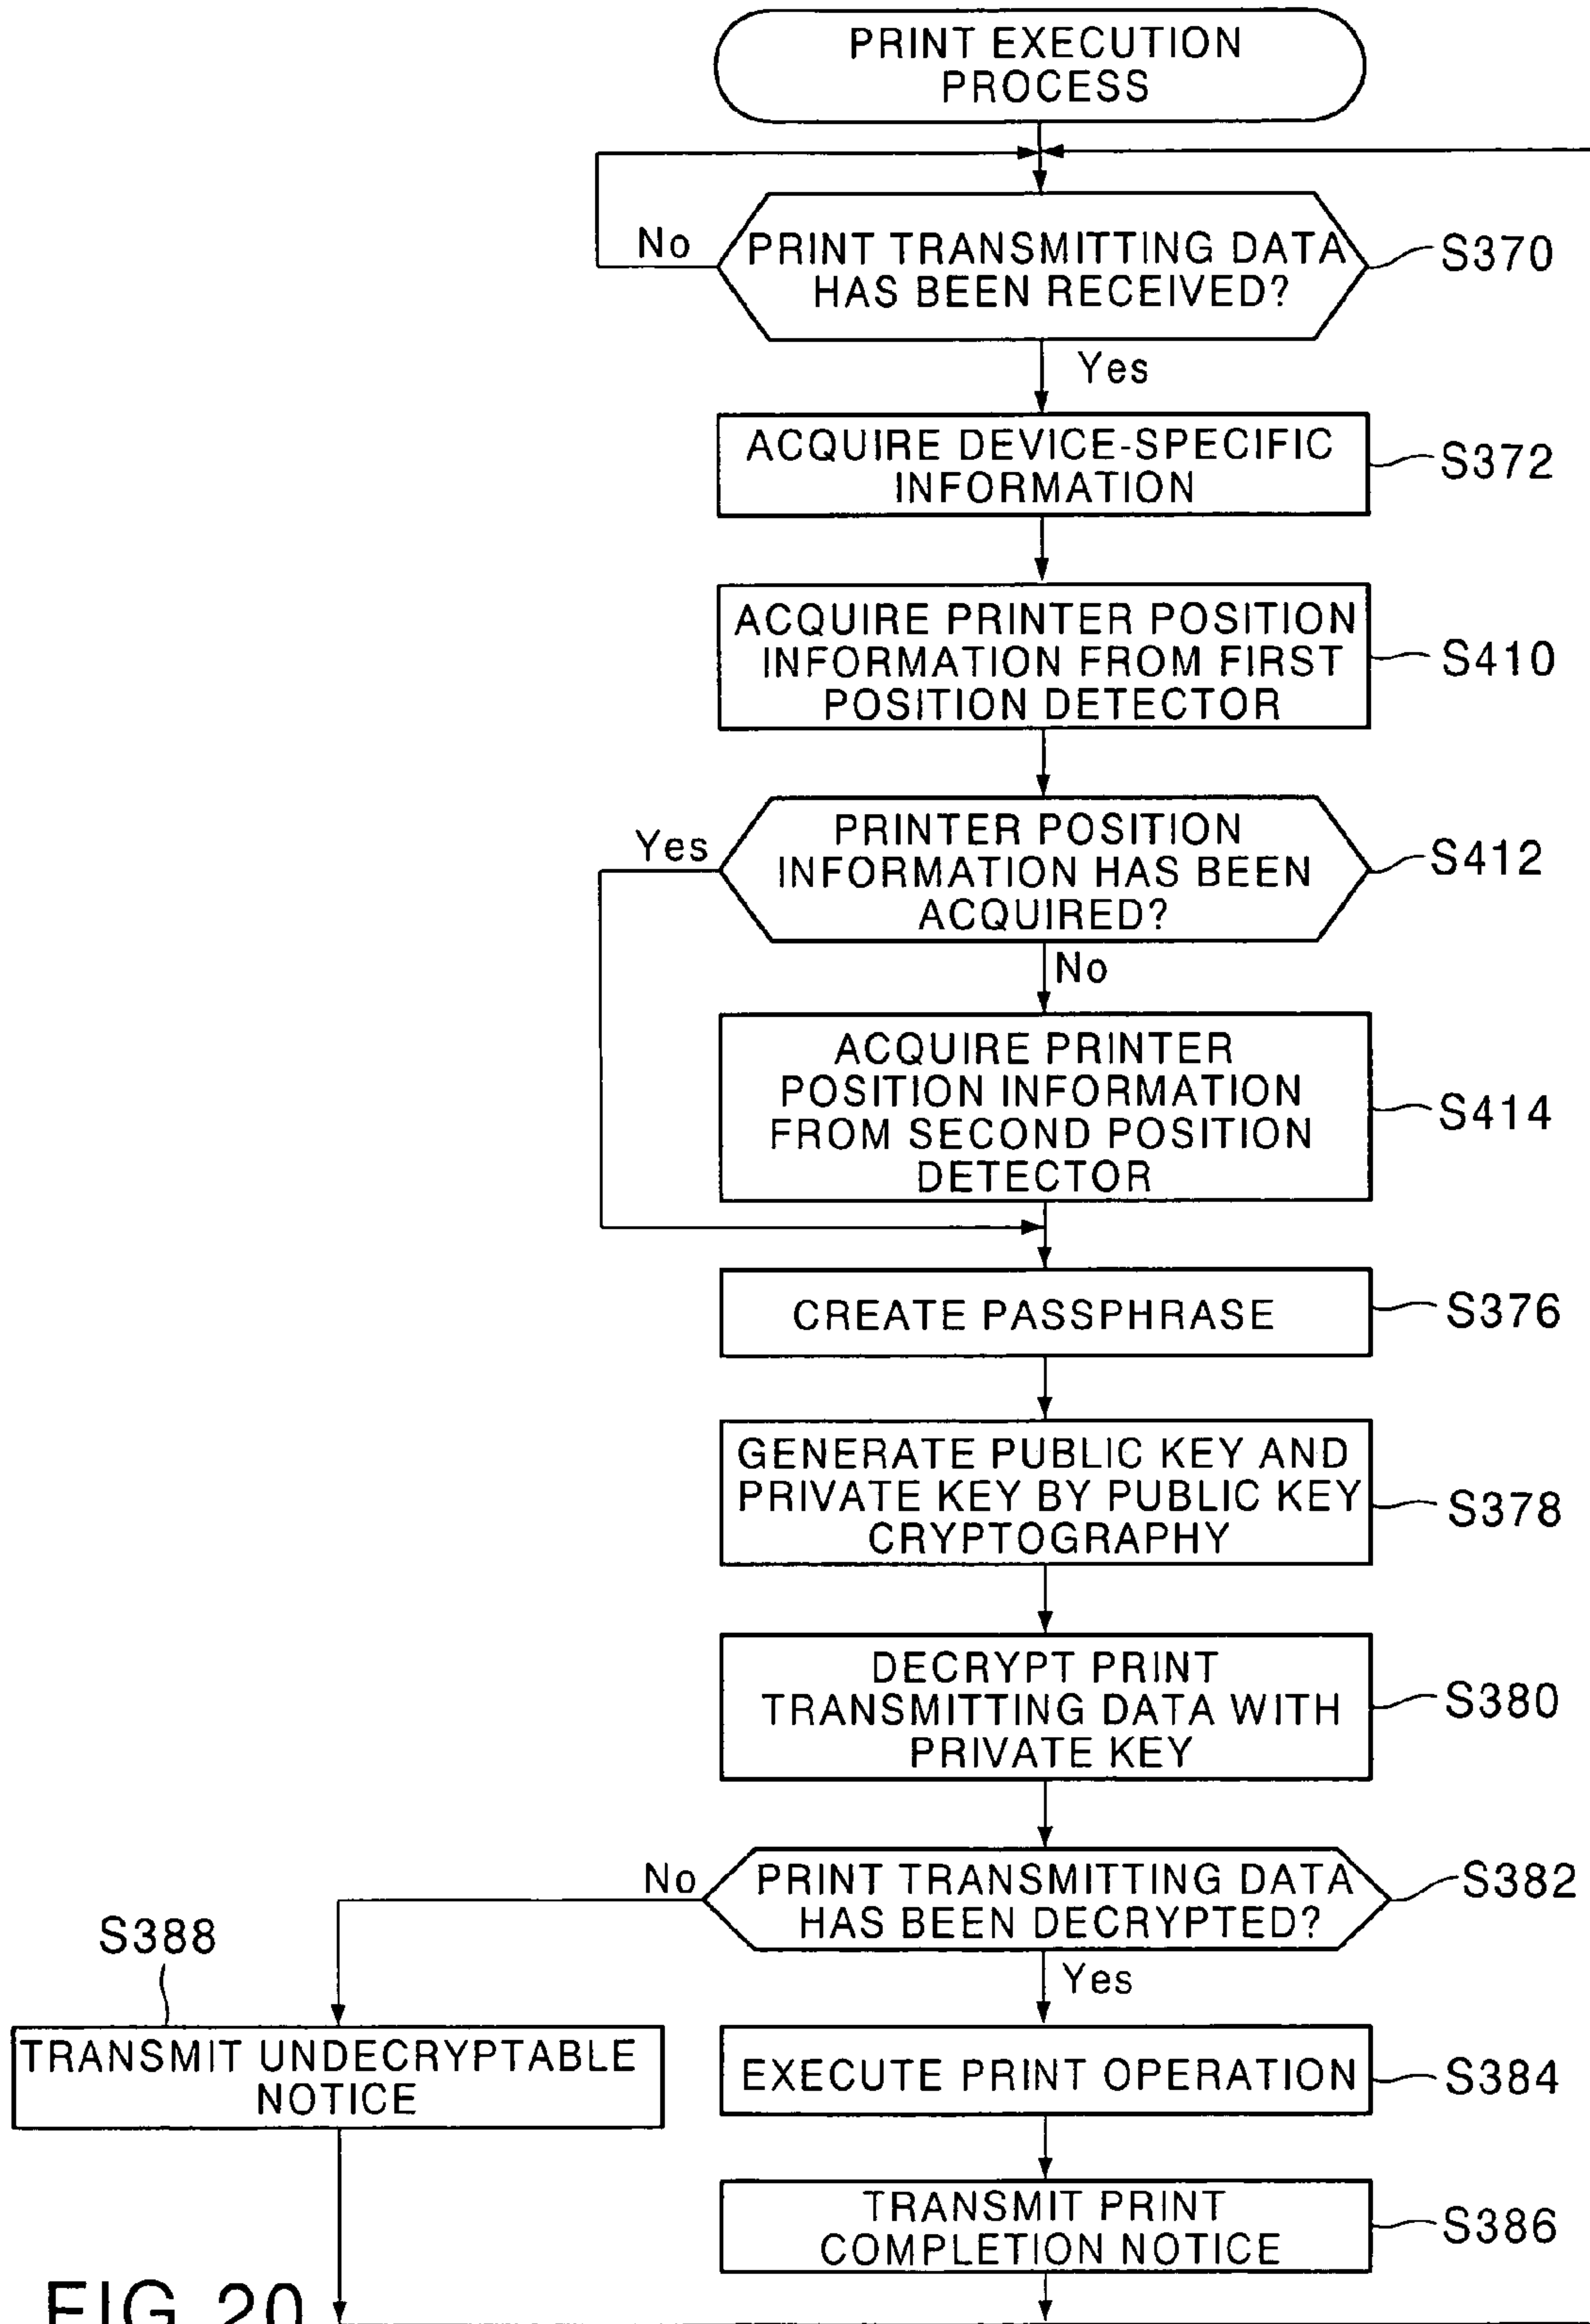 PRINT EXECUTION
PROCESS
No
PRINT TRANSMITTING DATA
HAS BEEN RECEIVED?
S370
Yes
ACQUIRE DEVICE-SPECIFIC
INFORMATION
S372
ACQUIRE PRINTER POSITION
INFORMATION FROM FIRST
POSITION DETECTOR
S410
Yes
PRINTER POSITION
INFORMATION HAS BEEN
ACQUIRED?
S412
No
ACQUIRE PRINTER
POSITION INFORMATION
FROM SECOND POSITION
DETECTOR
S414
CREATE PASSPHRASE
S376
GENERATE PUBLIC KEY AND
PRIVATE KEY BY PUBLIC KEY
CRYPTOGRAPHY
S378
DECRYPT PRINT
TRANSMITTING DATA WITH
PRIVATE KEY
S380
No
PRINT TRANSMITTING DATA
HAS BEEN DECRYPTED?
S382
Yes
S388
TRANSMIT UNDECRYPTABLE
NOTICE
EXECUTE PRINT OPERATION
S384
TRANSMIT PRINT
COMPLETION NOTICE
S386
FIG. 20